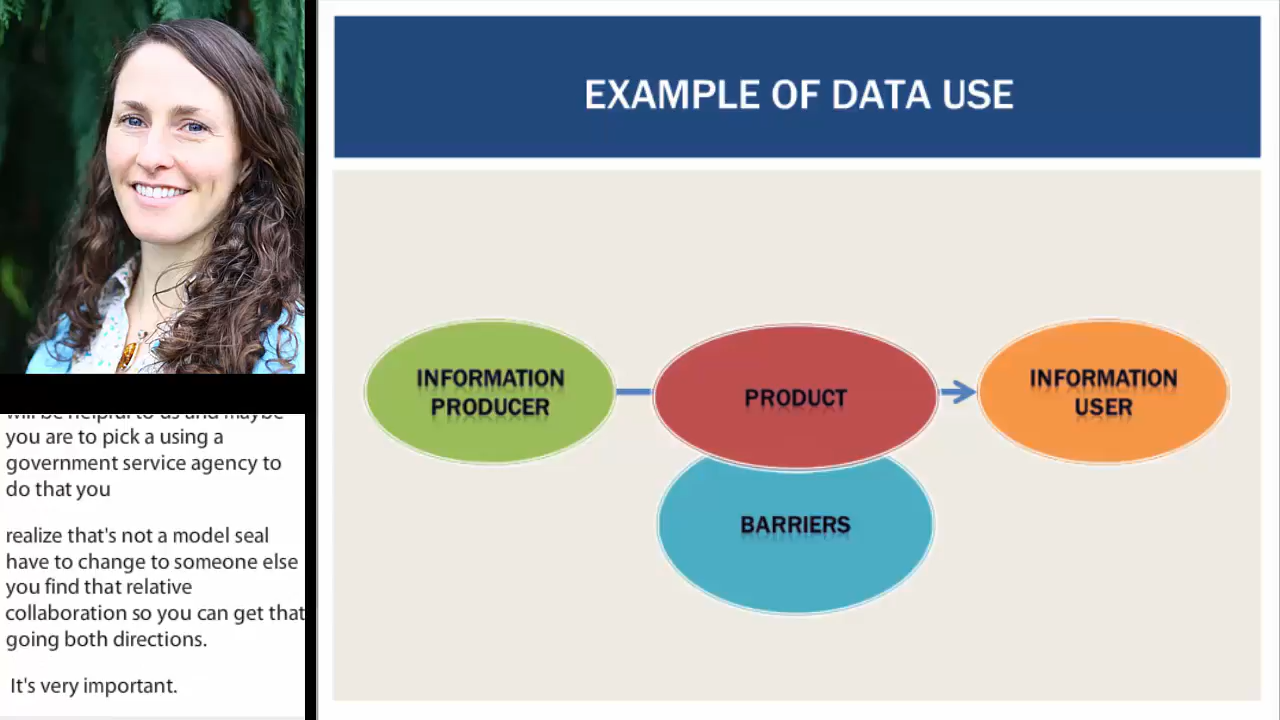 EXAMPLE OF DATA USE
INFORMATION
PRODUCER
PRODUCT
INFORMATION
USER
BARRIERS
will be helpful to us and maybe
you are to pick a using a
government service agency to
do that you
realize that's not a model seal
have to change to someone else
you find that relative
collaboration so you can get that
going both directions.
It's very important.